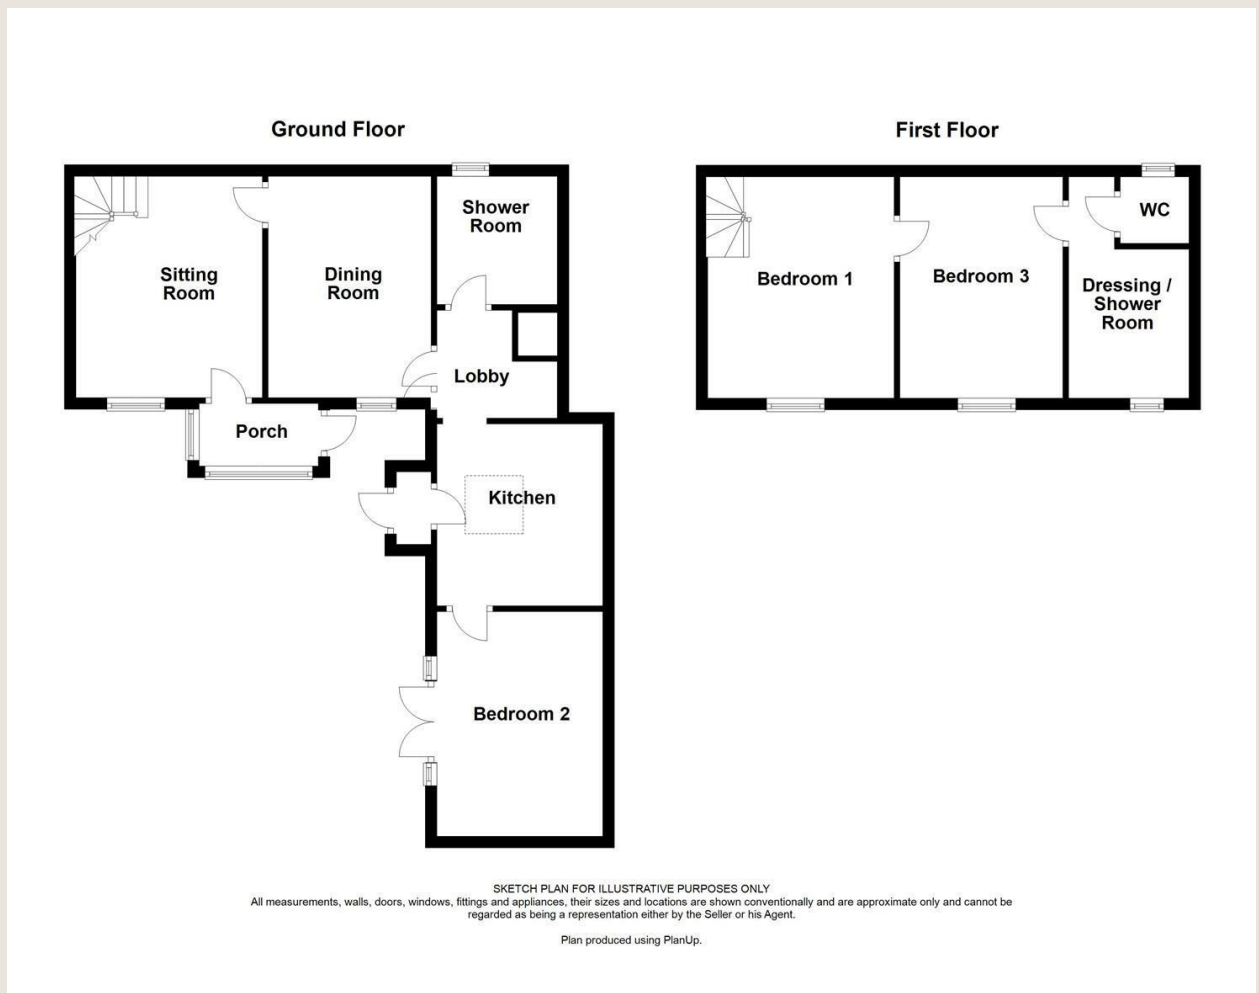 Ground Floor
First Floor
Shower
Room
Sitting
Room
Dining
Room
Lobby
Porch
Kitchen
Bedroom 2
WC
Bedroom 1
Bedroom 3
Dressing /
Shower
Room
SKETCH PLAN FOR ILLUSTRATIVE PURPOSES ONLY
All measurements, walls, doors, windows, fittings and appliances, their sizes and locations are shown conventionally and are approximate only and cannot be
regarded as being a representation either by the Seller or his Agent.
Plan produced using PlanUp.